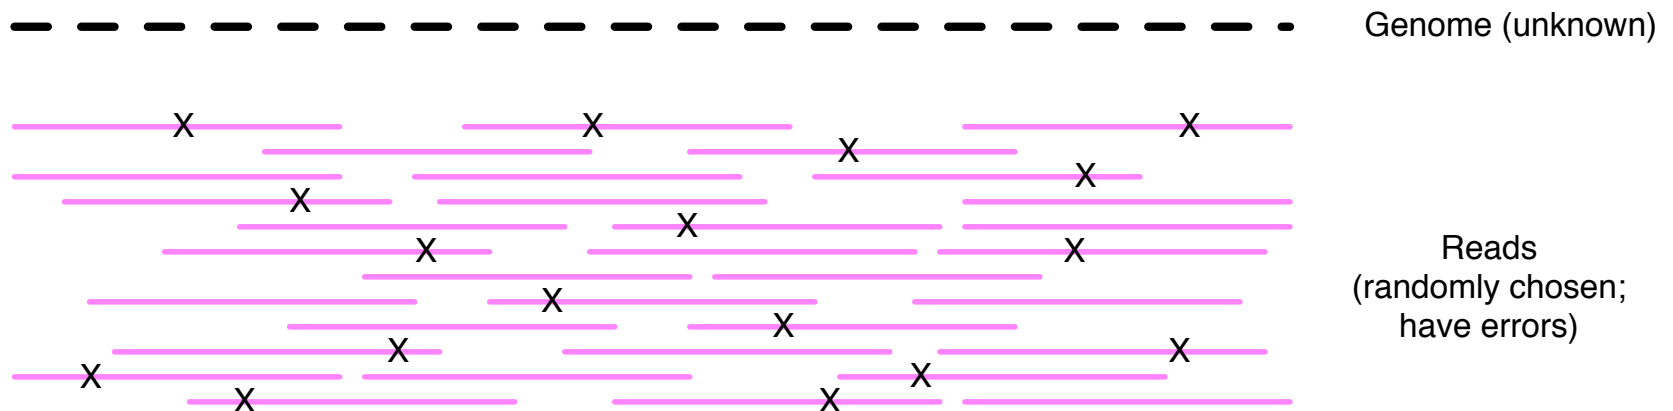 Genome (unknown)
X X X
X
X
X
X
X X
X
X
X X
X X
X X
Reads
(randomly chosen;
have errors)